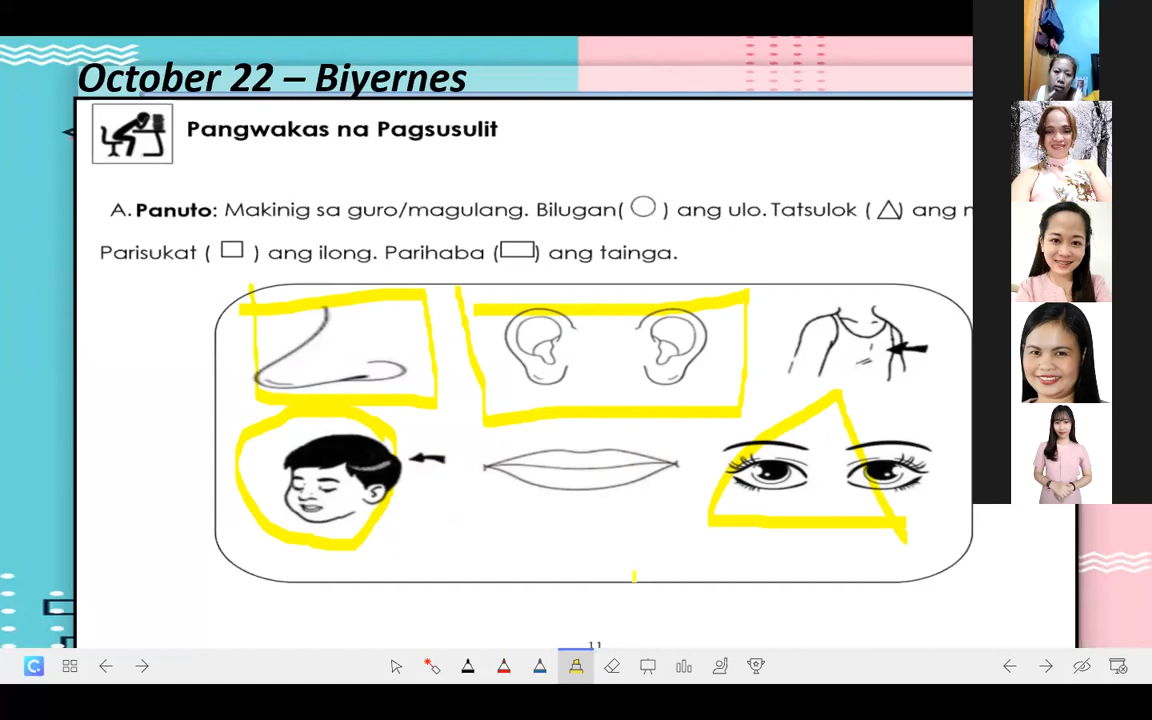 October 22 – Biyernes
Pangwakas na Pagsusulit
A. Panuto: Makinig sa guro/magulang. Bilugan( ) ang ulo. Tatsulok ( ) ang
Parisukat ( ) ang ilong. Parihaba ( ) ang tainga.
11